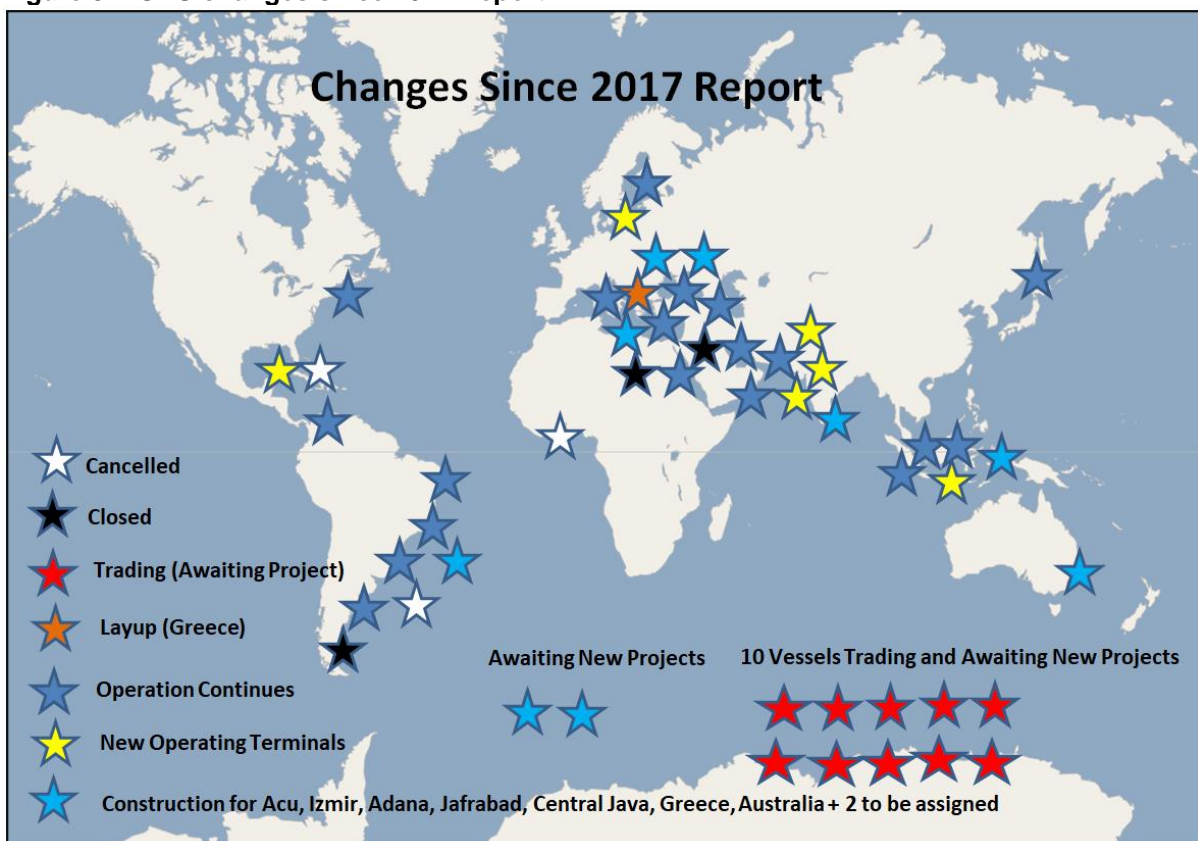 Changes Since 2017 Report
Cancelled
Closed
Trading (Awaiting Project)
Layup (Greece)
Operation Continues
New Operating Terminals
Construction for Acu, Izmir, Adana, Jafrabad, Central Java, Greece, Australia + 2 to be assigned
Awaiting New Projects
10 Vessels Trading and Awaiting New Projects